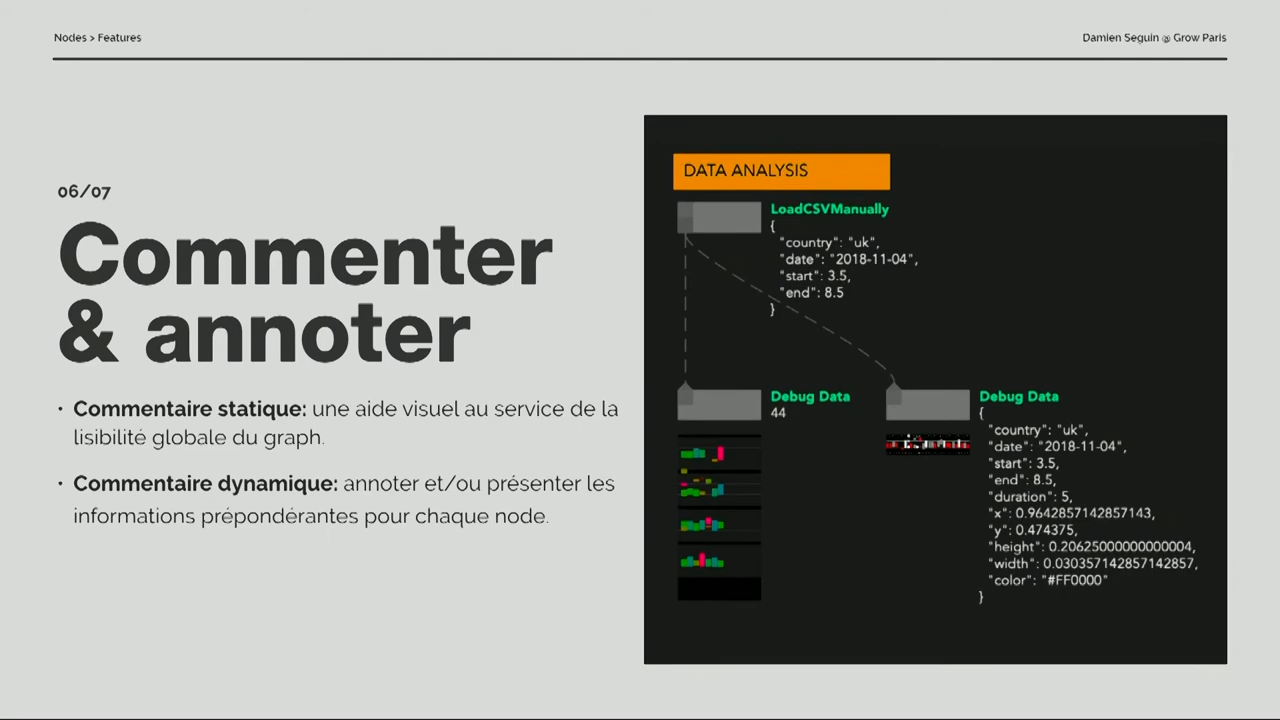 Nodes > Features
Damien Seguin @ Grow Paris
06/07
Commenter
& annoter
• Commentaire statique: une aide visuel au service de la
lisibilité globale du graph.
• Commentaire dynamique: annoter et/ou présenter les
informations prépondérantes pour chaque node.
DATA ANALYSIS
LoadCSVManually
{
"country": "uk",
"date": "2018-11-04",
"start": 3.5,
"end": 8.5
}
Debug Data
44
Debug Data
{
"country": "uk",
"date": "2018-11-04",
"start": 3.5,
"end": 8.5,
"duration": 5,
"x": 0.9642857142857143,
"y": 0.474375,
"height": 0.20625000000000004,
"width": 0.030357142857142857,
"color": "#FF0000"
}